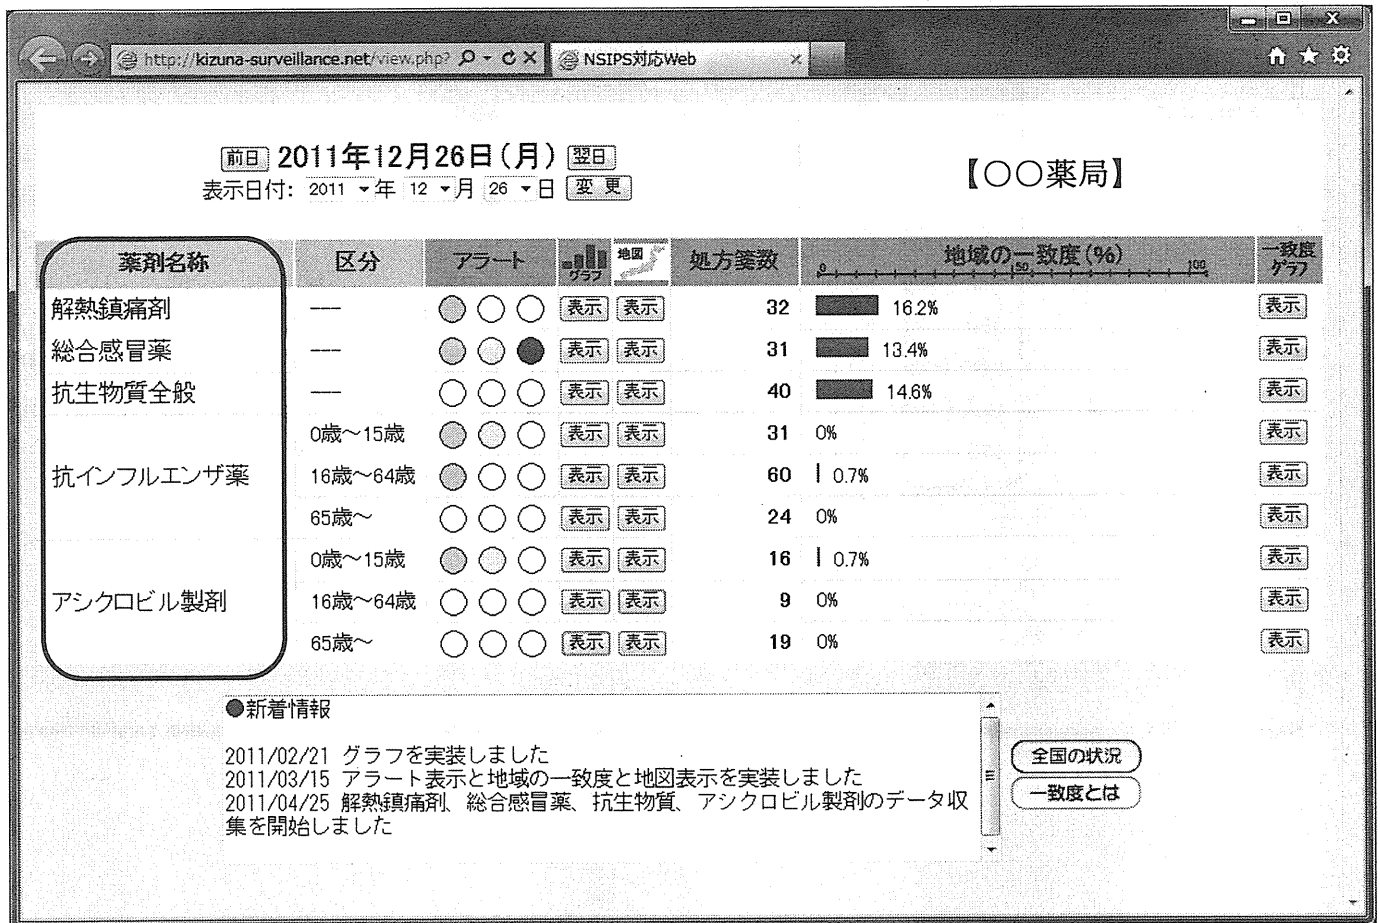 http://kizuna-surveillance.net/view.php?
NSIPS対応Web
前日 2011年12月26日(月) 翌日
表示日付: 2011 年 12 月 26 日 変更
【○○薬局】
薬剤名称 区分 アラート グラフ 地図 処方箋数 地域の一致度(%) 0 50 100 一致度グラフ
解熱鎮痛剤 --- 表示 表示 32 16.2% 表示
総合感冒薬 --- 表示 表示 31 13.4% 表示
抗生物質全般 --- 表示 表示 40 14.6% 表示
0歳～15歳 表示 表示 31 0% 表示
抗インフルエンザ薬 16歳～64歳 表示 表示 60 0.7% 表示
65歳～ 表示 表示 24 0% 表示
0歳～15歳 表示 表示 16 0.7% 表示
アシクロビル製剤 16歳～64歳 表示 表示 9 0% 表示
65歳～ 表示 表示 19 0% 表示
●新着情報
2011/02/21 グラフを実装しました
2011/03/15 アラート表示と地域の一致度と地図表示を実装しました
2011/04/25 解熱鎮痛剤、総合感冒薬、抗生物質、アシクロビル製剤のデータ収
集を開始しました
全国の状況
一致度とは